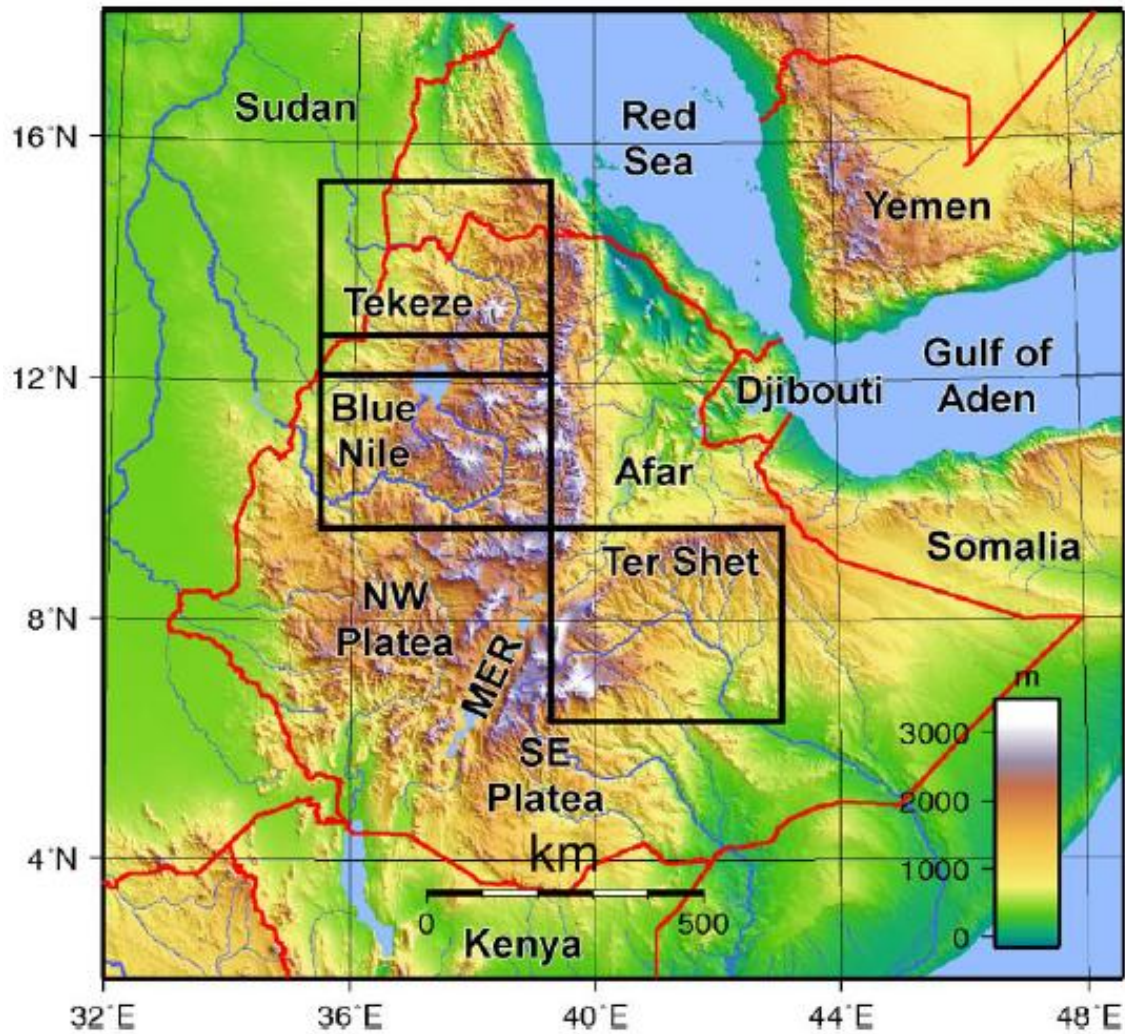 Sudan
Red
Sea
16°N
Yemen
Tekeze
12°N
Blue
Nile
Djibouti
Gulf of
Aden
Afar
Somalia
Ter Shet
8°N
NW
Platea
MER
SE
Platea
m
3000
2000
1000
0
4°N
km
0
500
Kenya
32°E
36°E
40°E
44°E
48°E